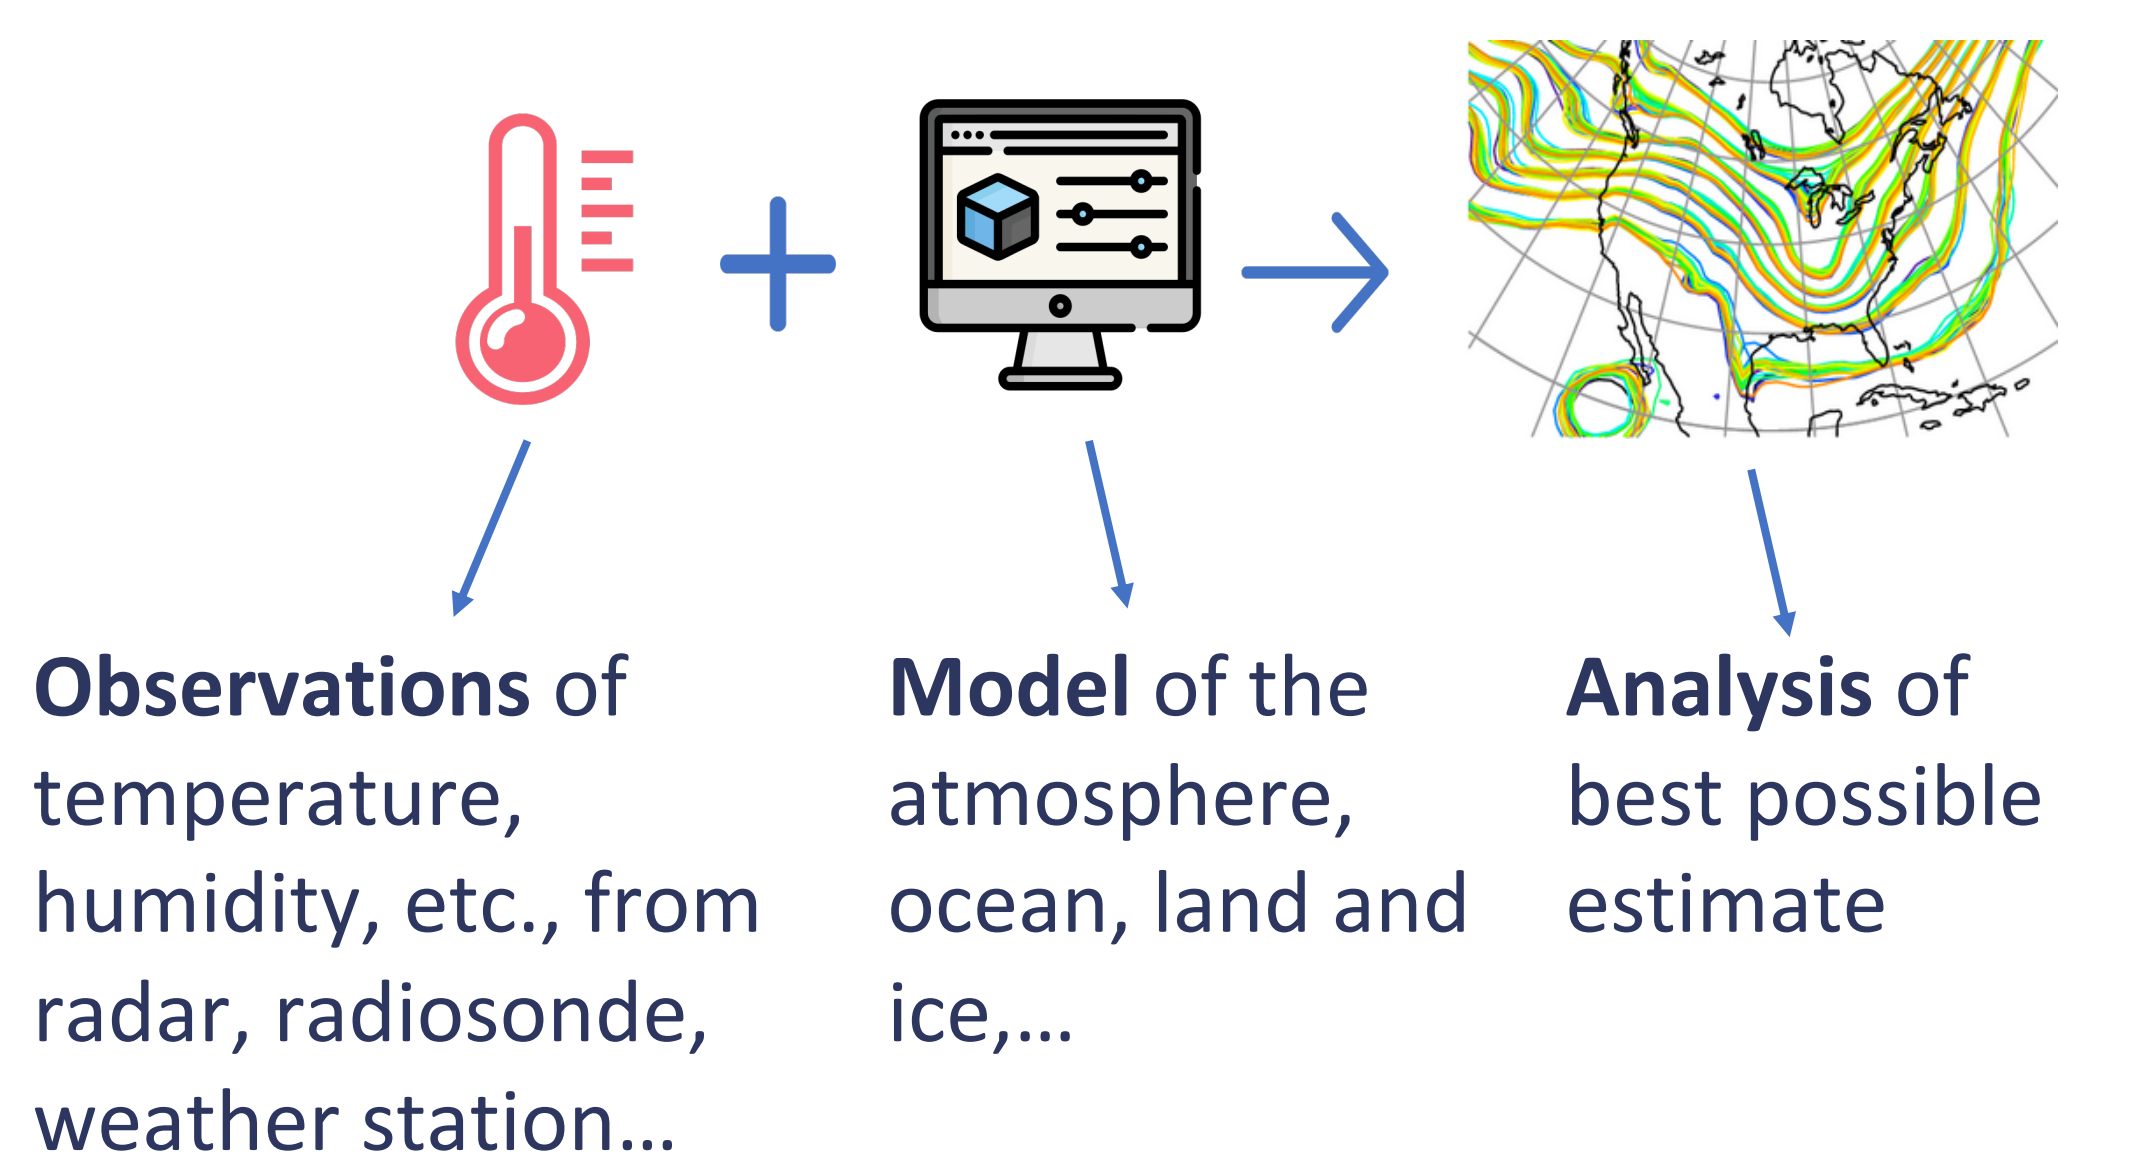 Observations of
temperature,
humidity, etc., from
radar, radiosonde,
weather station...
Model of the
atmosphere,
ocean, land and
ice,...
Analysis of
best possible
estimate